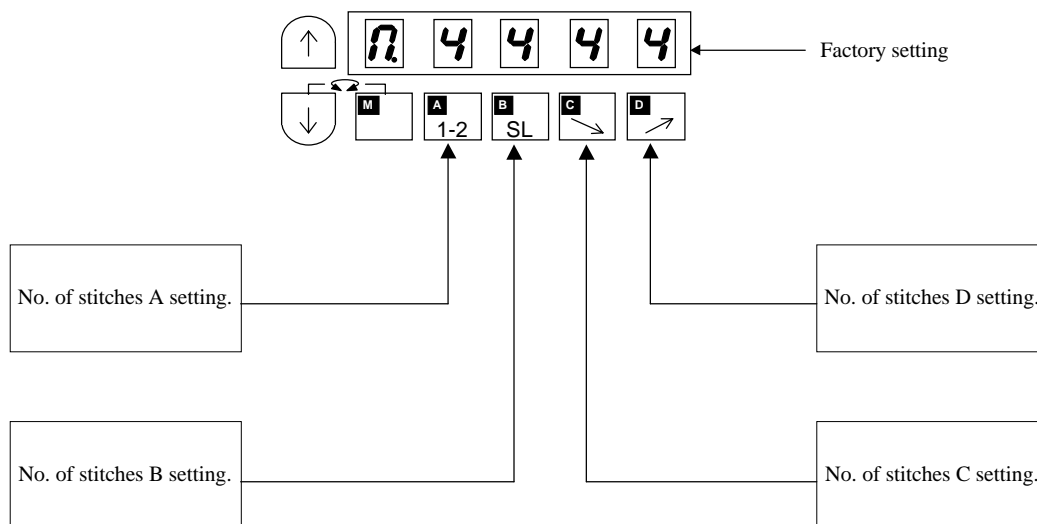 n. 4 4 4 4
Factory setting
M A B C D
1-2 SL
No. of stitches A setting.
No. of stitches D setting.
No. of stitches B setting.
No. of stitches C setting.